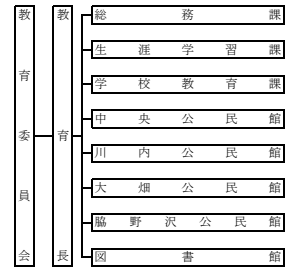 教育委員会
教育長
総務課
生涯学習課
学校教育課
中央公民館
川内公民館
大畑公民館
脇野沢公民館
図書館